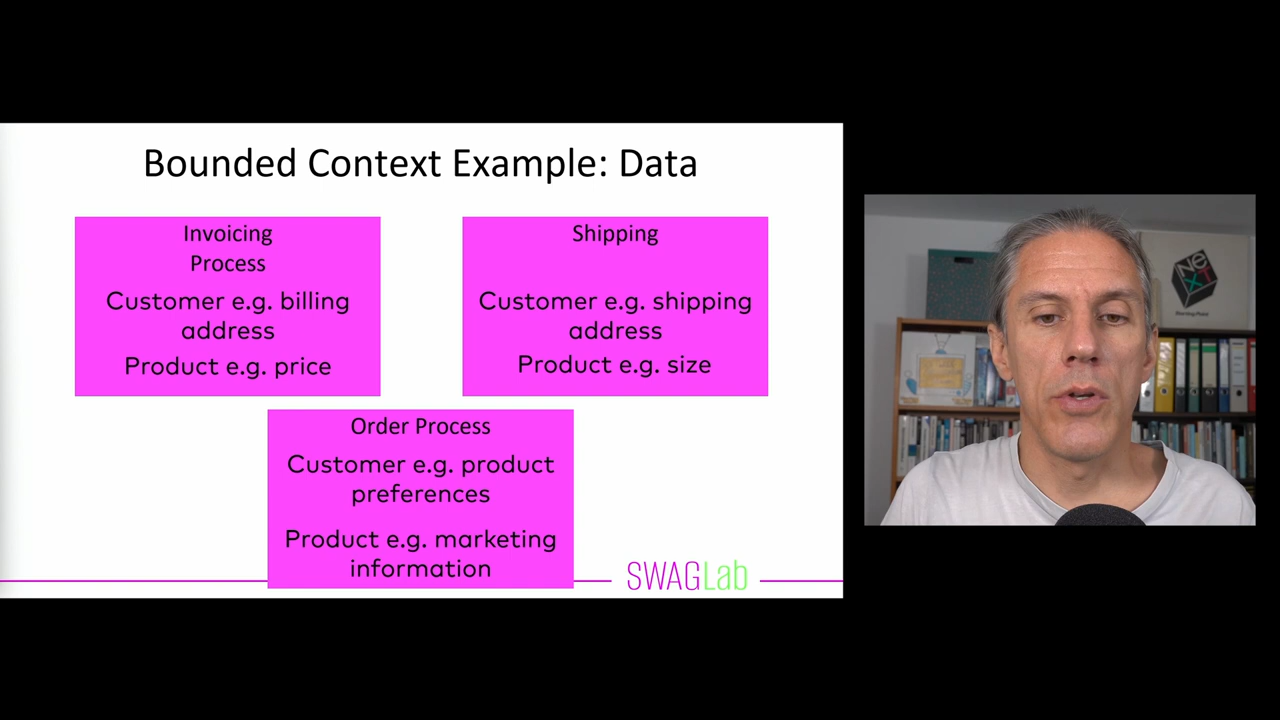 Bounded Context Example: Data
Invoicing
Process
Customer e.g. billing
address
Product e.g. price
Shipping
Customer e.g. shipping
address
Product e.g. size
Order Process
Customer e.g. product
preferences
Product e.g. marketing
information
SWAGLab
NeXT